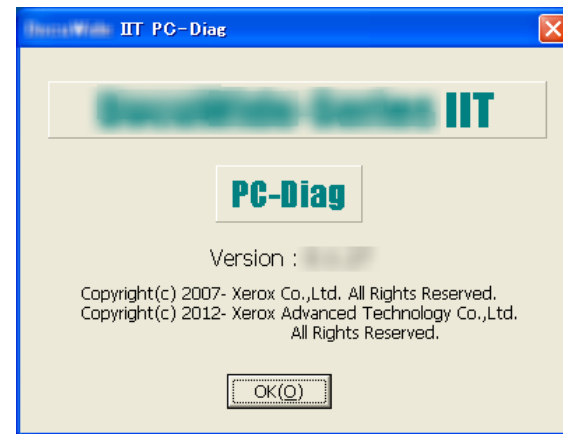 IIT PC-Diag
IIT
PC-Diag
Version :
Copyright(c) 2007- Xerox Co.,Ltd. All Rights Reserved.
Copyright(c) 2012- Xerox Advanced Technology Co.,Ltd.
All Rights Reserved.
OK(O)